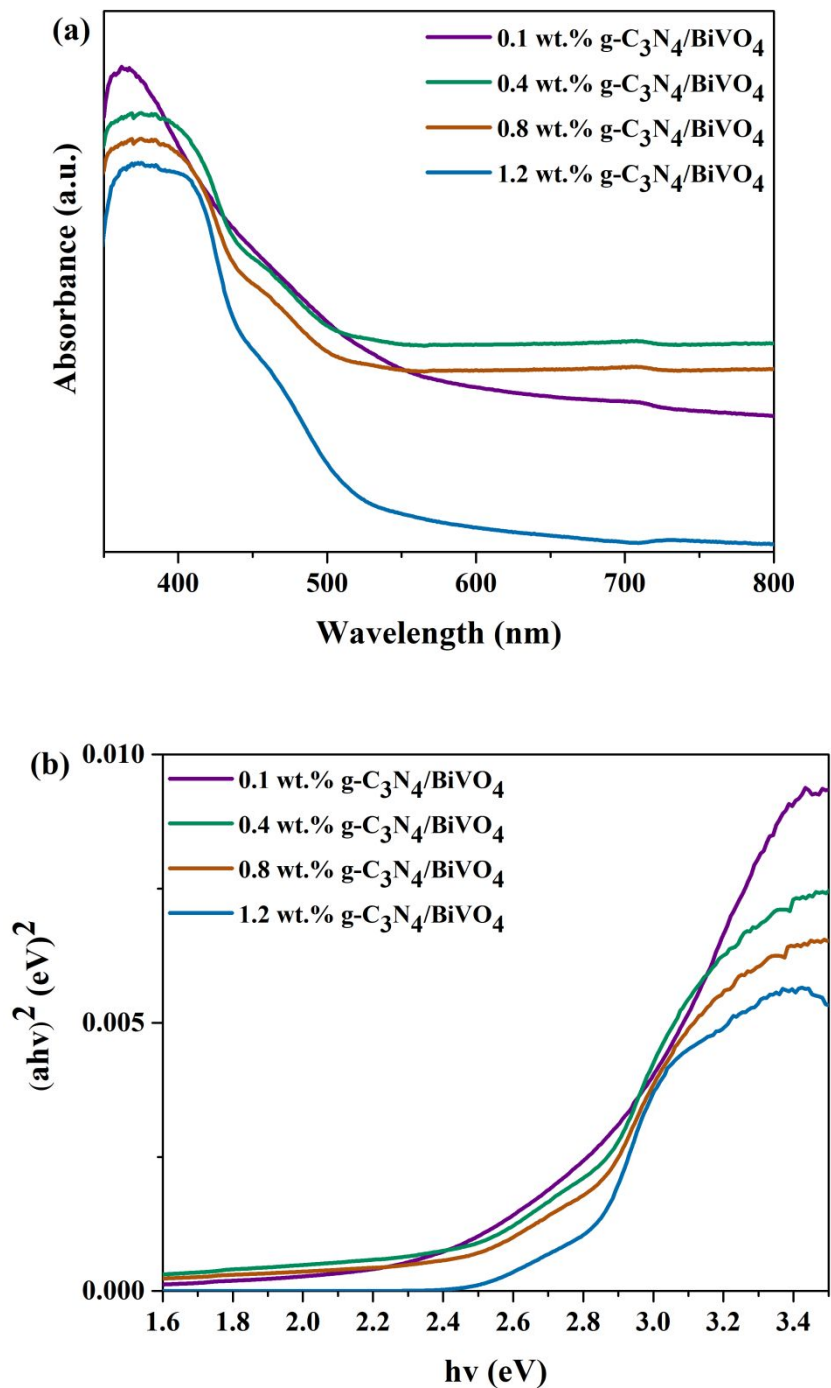 (a)
0.1 wt.% g-C3N4/BiVO4
0.4 wt.% g-C3N4/BiVO4
0.8 wt.% g-C3N4/BiVO4
1.2 wt.% g-C3N4/BiVO4
Absorbance (a.u.)
400 500 600 700 800
Wavelength (nm)
(b)
0.1 wt.% g-C3N4/BiVO4
0.4 wt.% g-C3N4/BiVO4
0.8 wt.% g-C3N4/BiVO4
1.2 wt.% g-C3N4/BiVO4
(ahν)2 (eV)2
0.010
0.005
0.000
1.6 1.8 2.0 2.2 2.4 2.6 2.8 3.0 3.2 3.4
hν (eV)